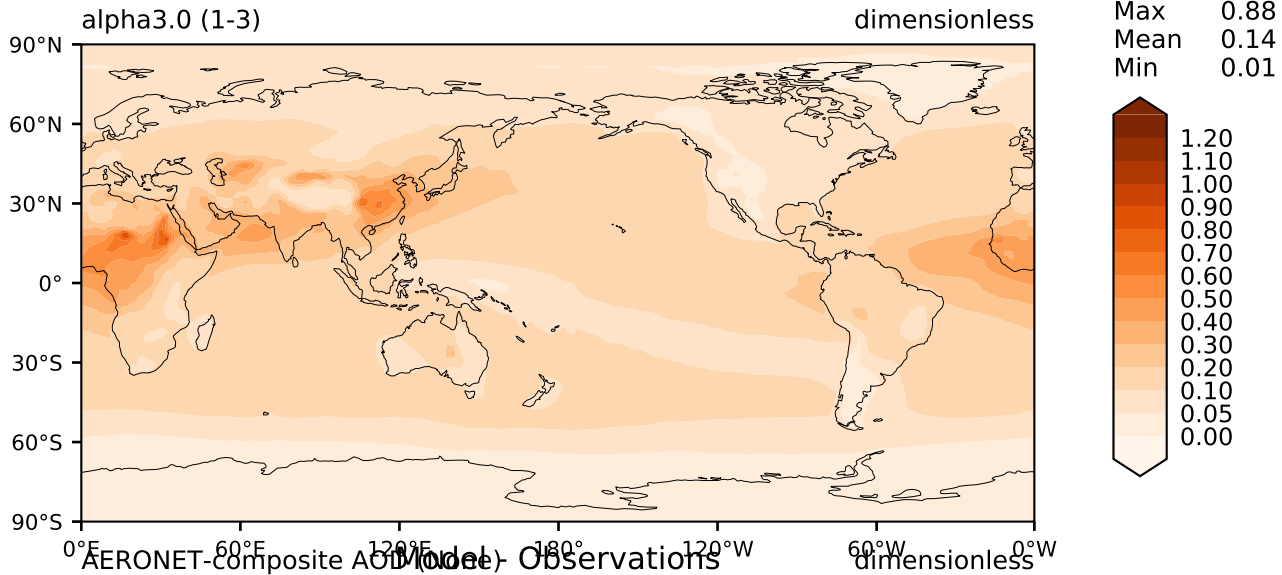 alpha3.0 (1-3) dimensionless
Max 0.88
Mean 0.14
Min 0.01
90°N
60°N
30°N
0°
30°S
60°S
90°S
1.20
1.10
1.00
0.90
0.80
0.70
0.60
0.50
0.40
0.30
0.20
0.10
0.05
0.00
0°E 60°E 120°E 180° 120°W 60°W 0°W
AERONET-composite AOD (None) Model - Observations dimensionless